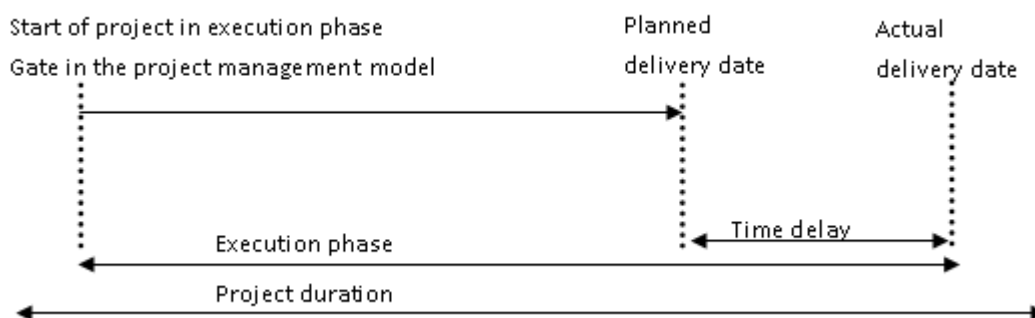 Start of project in execution phase
Gate in the project management model
Planned
delivery date
Actual
delivery date
Time delay
Execution phase
Project duration